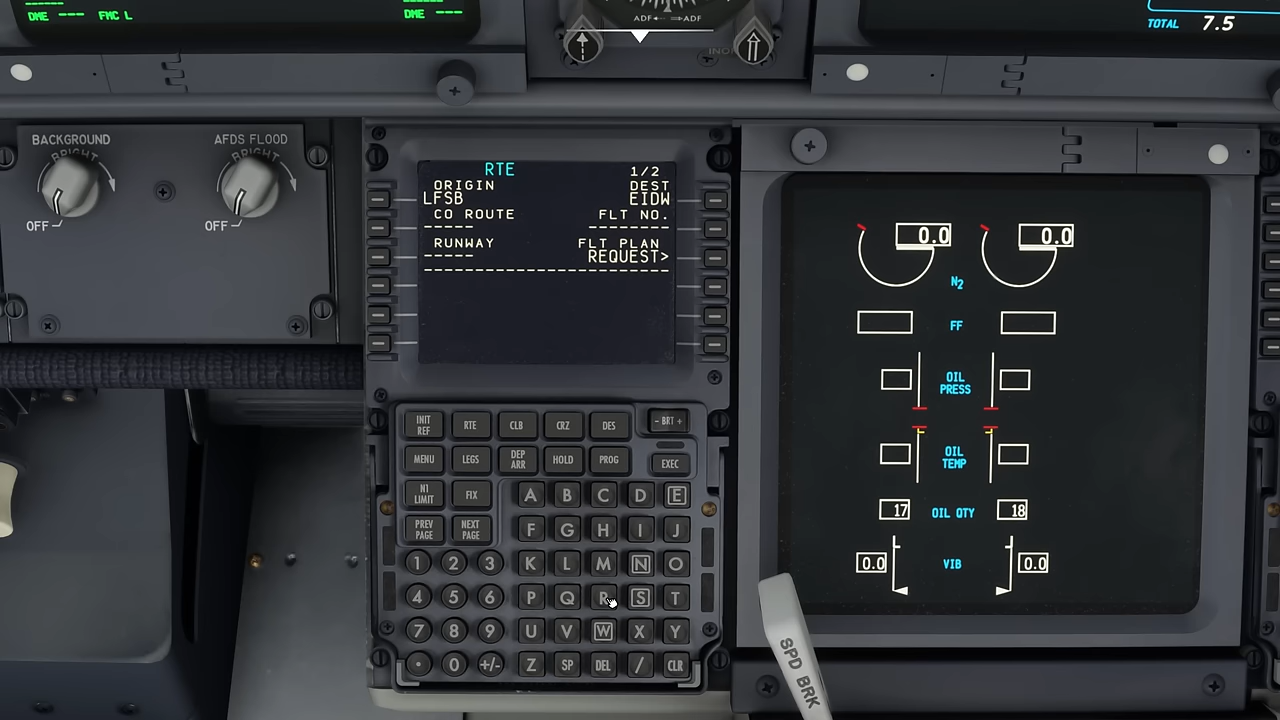 DME --- FMC L
DME ---
ADF ADF
TOTAL 7.5
BACKGROUND
BRIGHT
OFF
AFDS FLOOD
BRIGHT
OFF
RTE 1/2
ORIGIN DEST
LFSB EIDW
CO ROUTE FLT NO.
----- --------
RUNWAY FLT PLAN
----- REQUEST>
------------------------
INIT REF RTE CLB CRZ DES - BRT +
MENU LEGS DEP ARR HOLD PROG EXEC
N1 LIMIT FIX A B C D E
PREV PAGE NEXT PAGE F G H I J
1 2 3 K L M N O
4 5 6 P Q R S T
7 8 9 U V W X Y
. 0 +/- Z SP DEL / CLR
0.0 0.0
N2
FF
OIL PRESS
OIL TEMP
17 OIL QTY 18
0.0 VIB 0.0
SPD BRK